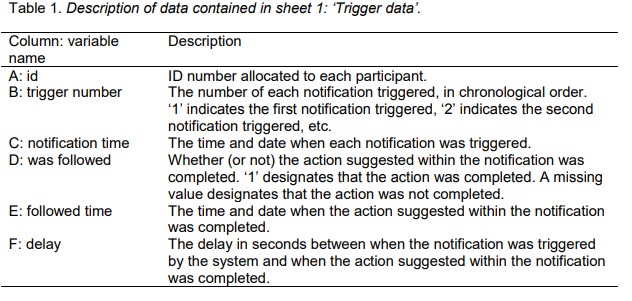 Table 1. Description of data contained in sheet 1: ‘Trigger data’.
Column: variable name Description
A: id ID number allocated to each participant.
B: trigger number The number of each notification triggered, in chronological order.
‘1’ indicates the first notification triggered, ‘2’ indicates the second
notification triggered, etc.
C: notification time The time and date when each notification was triggered.
D: was followed Whether (or not) the action suggested within the notification was
completed. ‘1’ designates that the action was completed. A missing
value designates that the action was not completed.
E: followed time The time and date when the action suggested within the notification
was completed.
F: delay The delay in seconds between when the notification was triggered
by the system and when the action suggested within the notification
was completed.